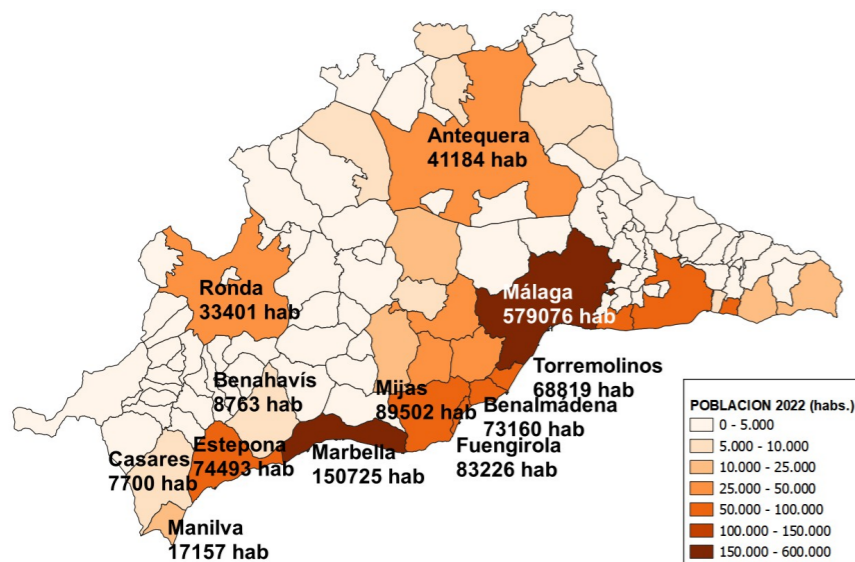 Antequera
41184 hab
Ronda
33401 hab
Málaga
579076 hab
Torremolinos
68819 hab
Benahavís
8763 hab
Mijas
89502 hab
Benalmádena
73160 hab
Estepona
74493 hab
Marbella
150725 hab
Fuengirola
83226 hab
Casares
7700 hab
Manilva
17157 hab
POBLACION 2022 (habs.)
0 - 5.000
5.000 - 10.000
10.000 - 25.000
25.000 - 50.000
50.000 - 100.000
100.000 - 150.000
150.000 - 600.000